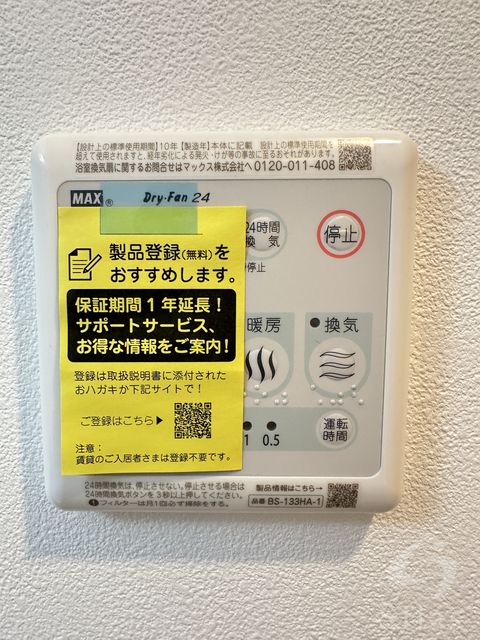 【設計上の標準使用期間】10年【製造年】本体に記載 設計上の標準使用期間を
超えて使用されますと、経年劣化による発火・けが等の事故に至るおそれがあります。
浴室換気扇に関するお問合せはマックス株式会社へ 0120-011-408
MAX® Dry・Fan 24
製品登録(無料)を
おすすめします。
保証期間1年延長!
サポートサービス、
お得な情報をご案内!
登録は取扱説明書に添付された
おハガキか下記サイトで!
ご登録はこちら▶
注意:
賃貸のご入居者さまは登録不要です。
24時間
換気
停止
停止
暖房
換気
1 0.5
運転
時間
24時間換気は、停止させない。停止させる場合は
24時間換気ボタンを3秒以上押してください。
フィルターは月1回必ず掃除をする。
製品情報はこちら→
品番 BS-133HA-1